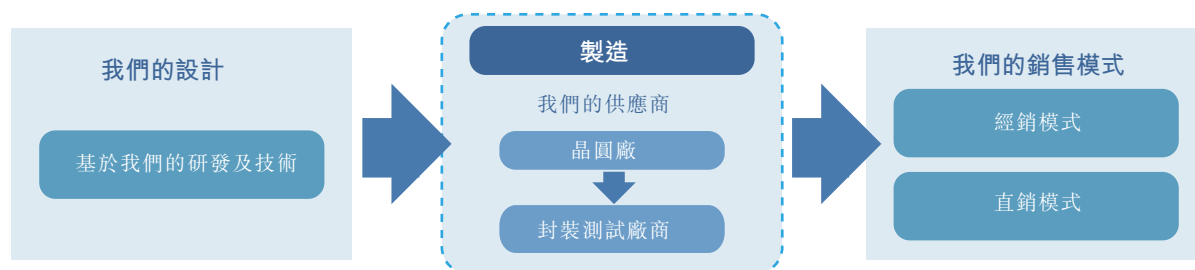 我們的設計
基於我們的研發及技術
製造
我們的供應商
晶圓廠
封裝測試廠商
我們的銷售模式
經銷模式
直銷模式